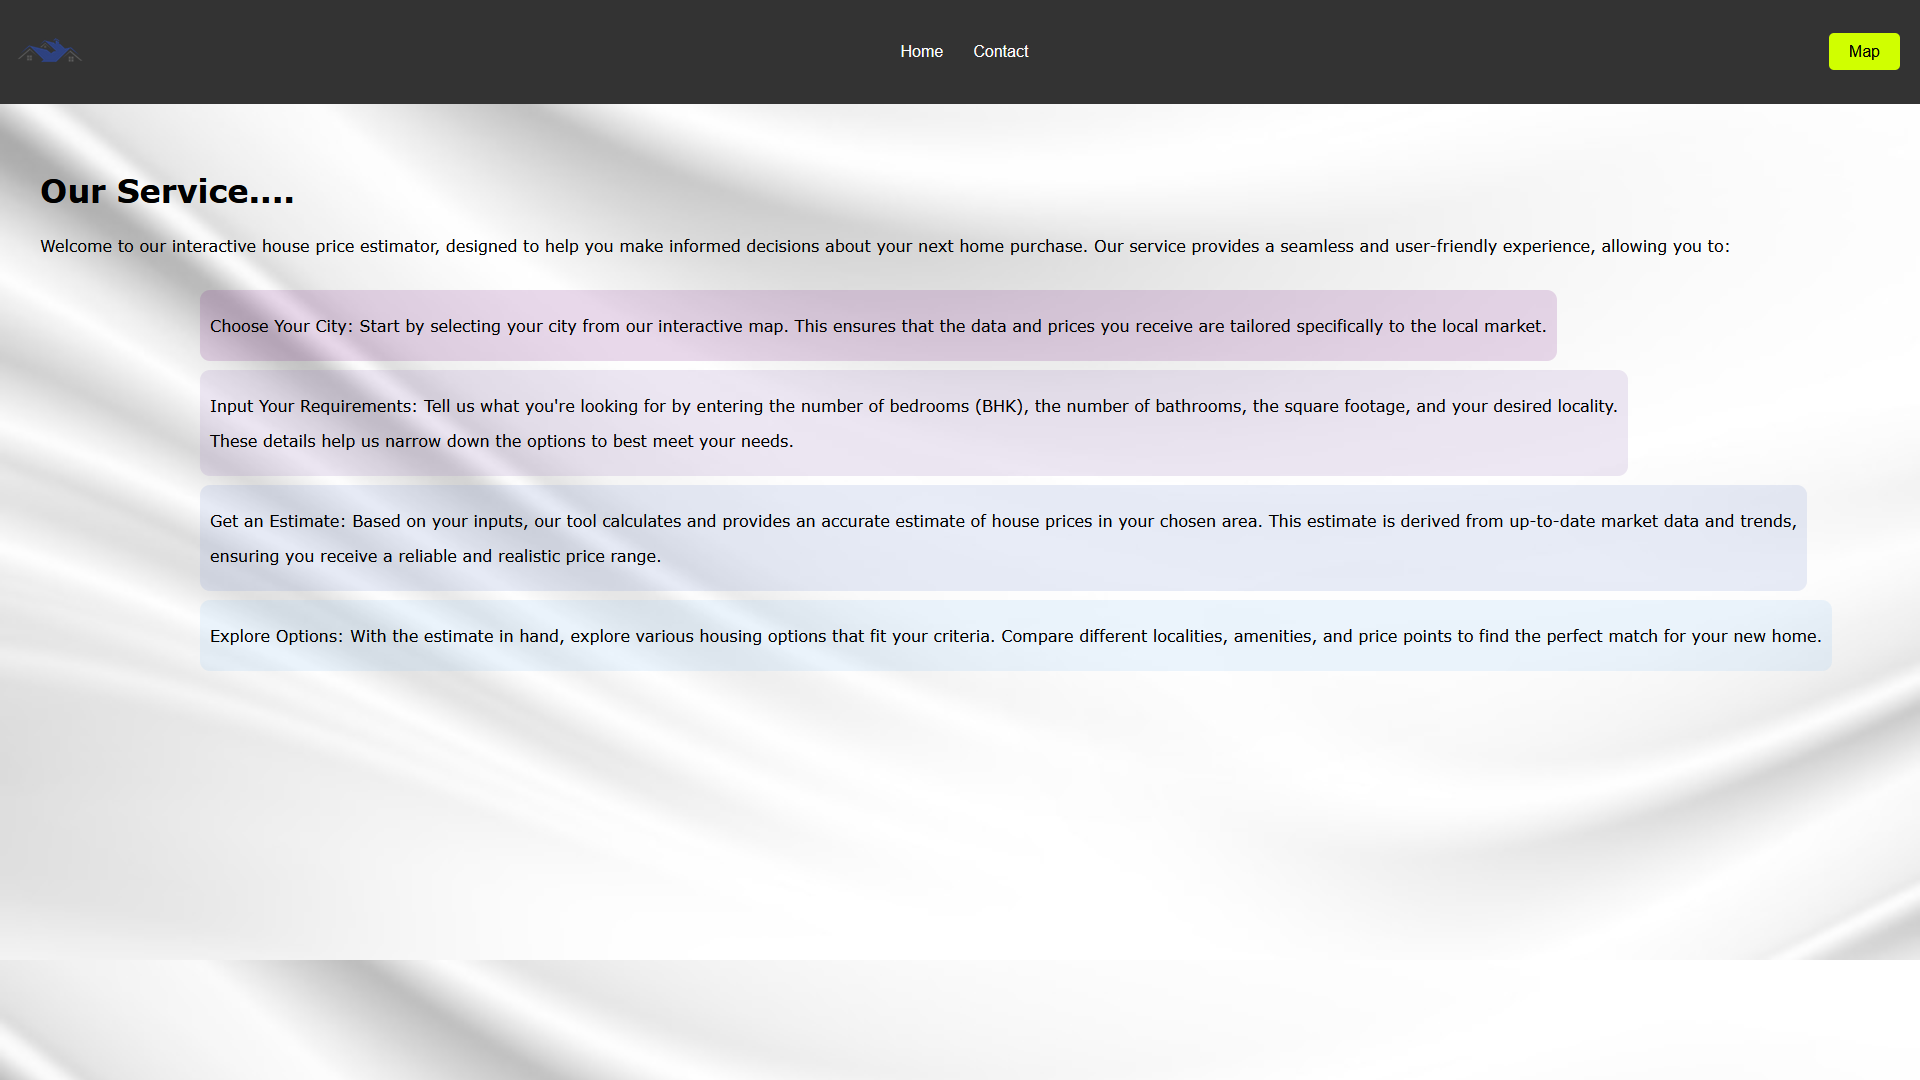 Home Contact Map
Our Service....
Welcome to our interactive house price estimator, designed to help you make informed decisions about your next home purchase. Our service provides a seamless and user-friendly experience, allowing you to:
Choose Your City: Start by selecting your city from our interactive map. This ensures that the data and prices you receive are tailored specifically to the local market.
Input Your Requirements: Tell us what you're looking for by entering the number of bedrooms (BHK), the number of bathrooms, the square footage, and your desired locality.
These details help us narrow down the options to best meet your needs.
Get an Estimate: Based on your inputs, our tool calculates and provides an accurate estimate of house prices in your chosen area. This estimate is derived from up-to-date market data and trends,
ensuring you receive a reliable and realistic price range.
Explore Options: With the estimate in hand, explore various housing options that fit your criteria. Compare different localities, amenities, and price points to find the perfect match for your new home.